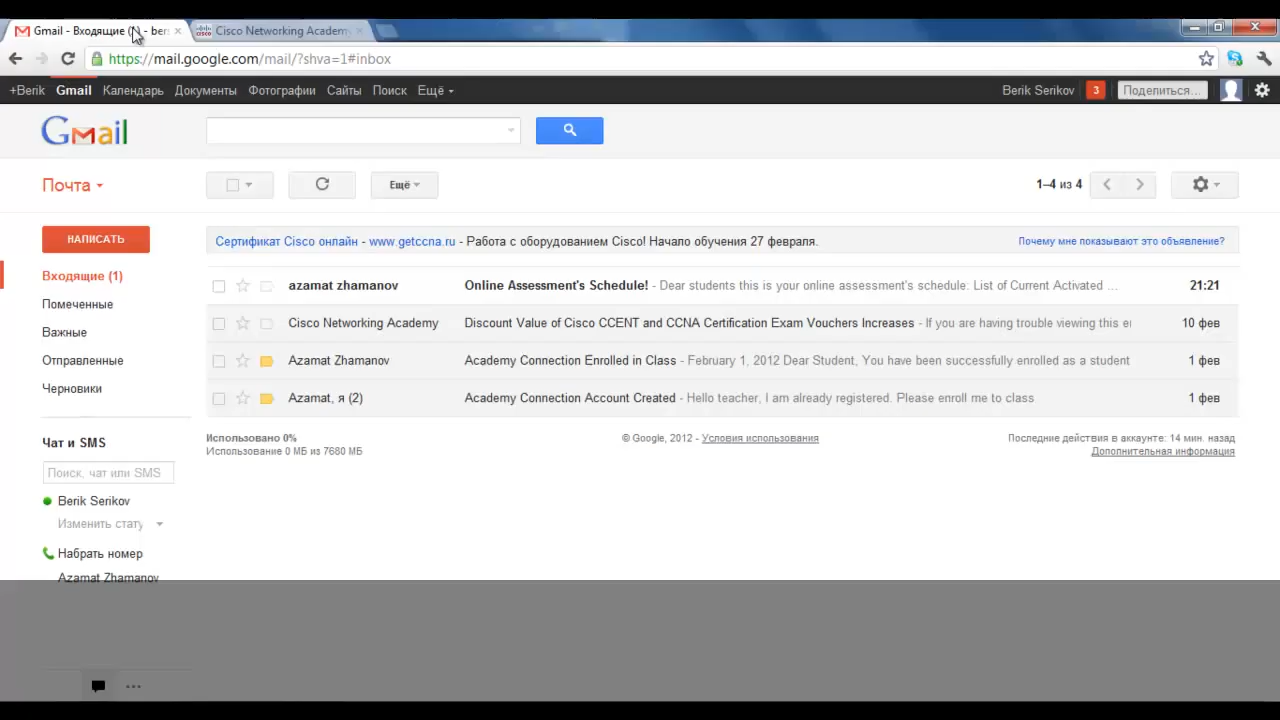 Gmail - Входящие (1) - ber
Cisco Networking Academy
https://mail.google.com/mail/?shva=1#inbox
+Berik Gmail Календарь Документы Фотографии Сайты Поиск Ещё Berik Serikov 3 Поделиться...
Gmail
Почта Ещё 1–4 из 4
НАПИСАТЬ
Сертификат Cisco онлайн - www.getccna.ru - Работа с оборудованием Cisco! Начало обучения 27 февраля. Почему мне показывают это объявление?
Входящие (1)
Помеченные
Важные
Отправленные
Черновики
azamat zhamanov Online Assessment's Schedule! - Dear students this is your online assessment's schedule: List of Current Activated ... 21:21
Cisco Networking Academy Discount Value of Cisco CCENT and CCNA Certification Exam Vouchers Increases - If you are having trouble viewing this e 10 фев
Azamat Zhamanov Academy Connection Enrolled in Class - February 1, 2012 Dear Student, You have been successfully enrolled as a student 1 фев
Azamat, я (2) Academy Connection Account Created - Hello teacher, I am already registered. Please enroll me to class 1 фев
Использовано 0%
Использование 0 МБ из 7680 МБ
© Google, 2012 - Условия использования
Последние действия в аккаунте: 14 мин. назад
Дополнительная информация
Чат и SMS
Поиск, чат или SMS
Berik Serikov
Изменить стату
Набрать номер
Azamat Zhamanov